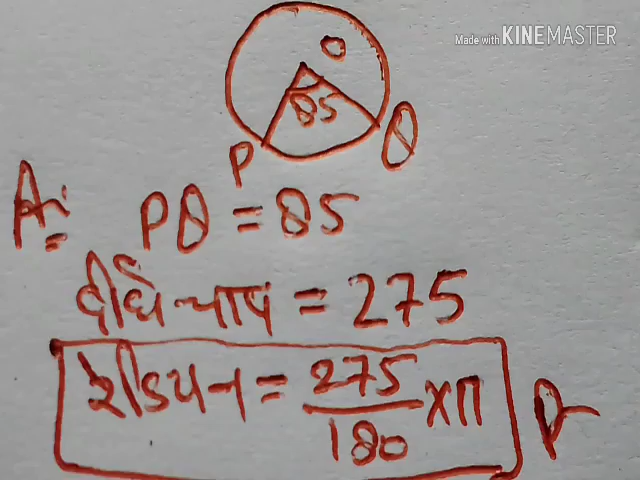 Made with KINEMASTER
O
85
P Q
A:
PQ = 85
दीर्घ चाप = 275
रेडियन = 275/180 × π